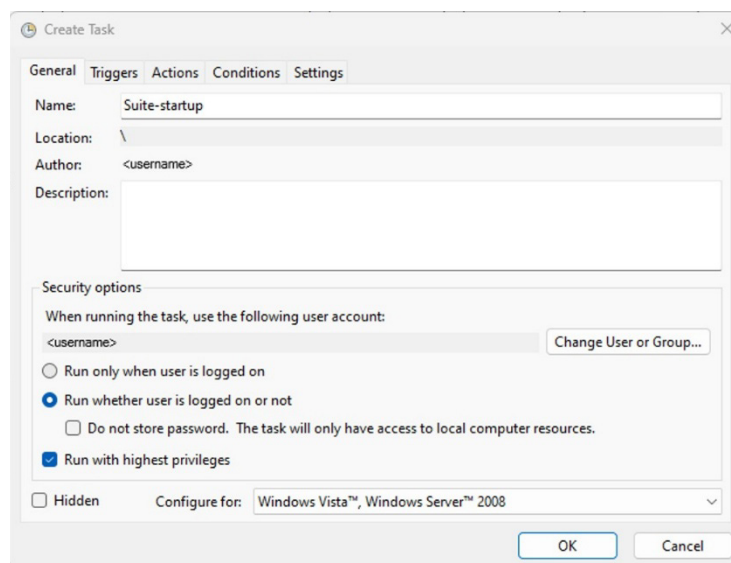 Create Task
General Triggers Actions Conditions Settings
Name: Suite-startup
Location: \
Author: <username>
Description:
Security options
When running the task, use the following user account:
<username> Change User or Group...
Run only when user is logged on
Run whether user is logged on or not
Do not store password. The task will only have access to local computer resources.
Run with highest privileges
Hidden Configure for: Windows Vista™, Windows Server™ 2008
OK Cancel